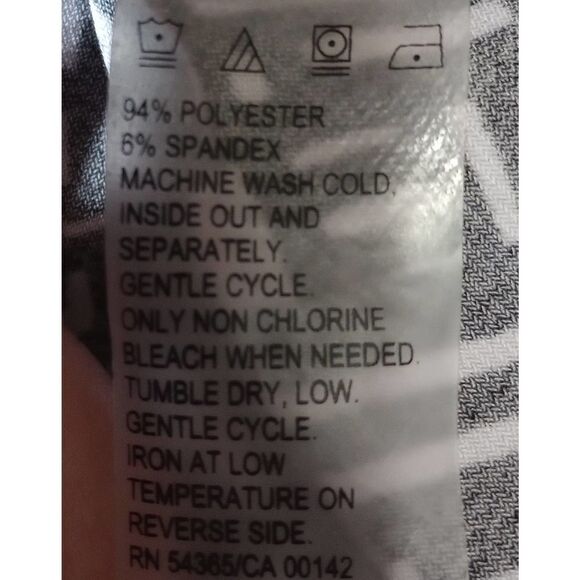 94% POLYESTER
6% SPANDEX
MACHINE WASH COLD,
INSIDE OUT AND
SEPARATELY.
GENTLE CYCLE.
ONLY NON CHLORINE
BLEACH WHEN NEEDED.
TUMBLE DRY, LOW.
GENTLE CYCLE.
IRON AT LOW
TEMPERATURE ON
REVERSE SIDE.
RN 54365/CA 00142